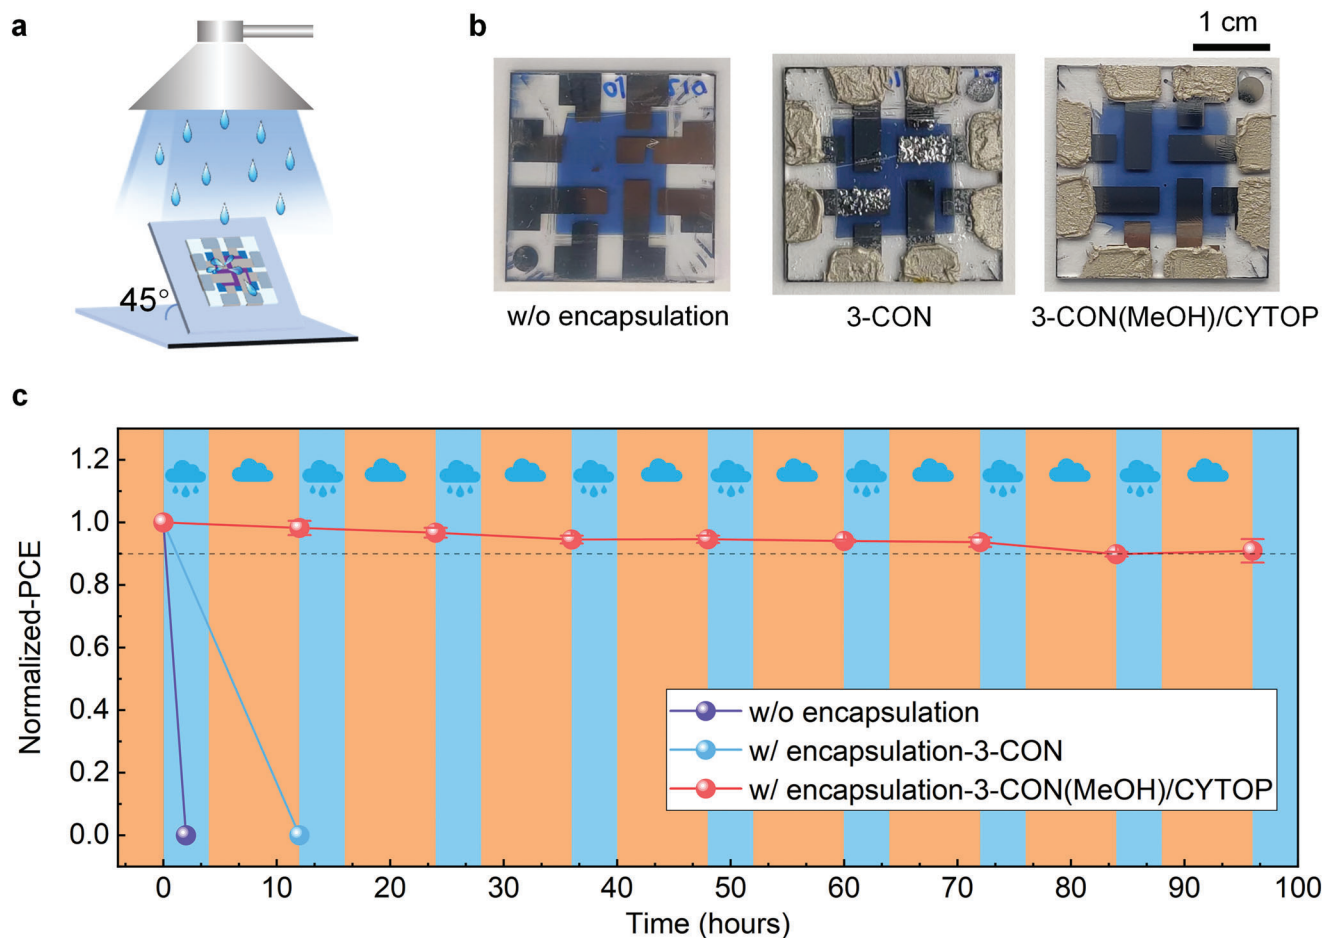 a
b
1 cm
45°
w/o encapsulation
3-CON
3-CON(MeOH)/CYTOP
c
Normalized-PCE
1.2
1.0
0.8
0.6
0.4
0.2
0.0
w/o encapsulation
w/ encapsulation-3-CON
w/ encapsulation-3-CON(MeOH)/CYTOP
0 10 20 30 40 50 60 70 80 90 100
Time (hours)